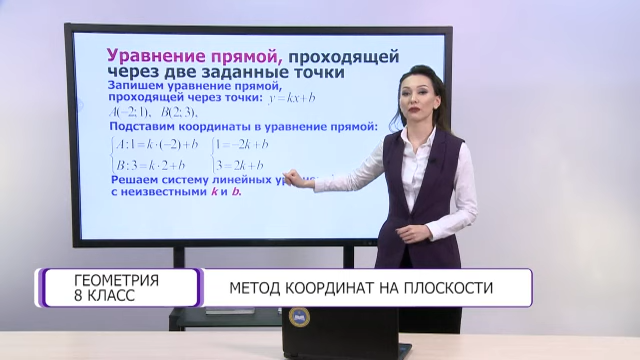 Уравнение прямой, проходящей
через две заданные точки
Запишем уравнение прямой,
проходящей через точки: y=kx+b
A(−2;1), B(2;3),
Подставим координаты в уравнение прямой:
A:1=k·(−2)+b 1=−2k+b
B:3=k·2+b 3=2k+b
Решаем систему линейных
с неизвестными k и b.
ГЕОМЕТРИЯ
8 КЛАСС
МЕТОД КООРДИНАТ НА ПЛОСКОСТИ